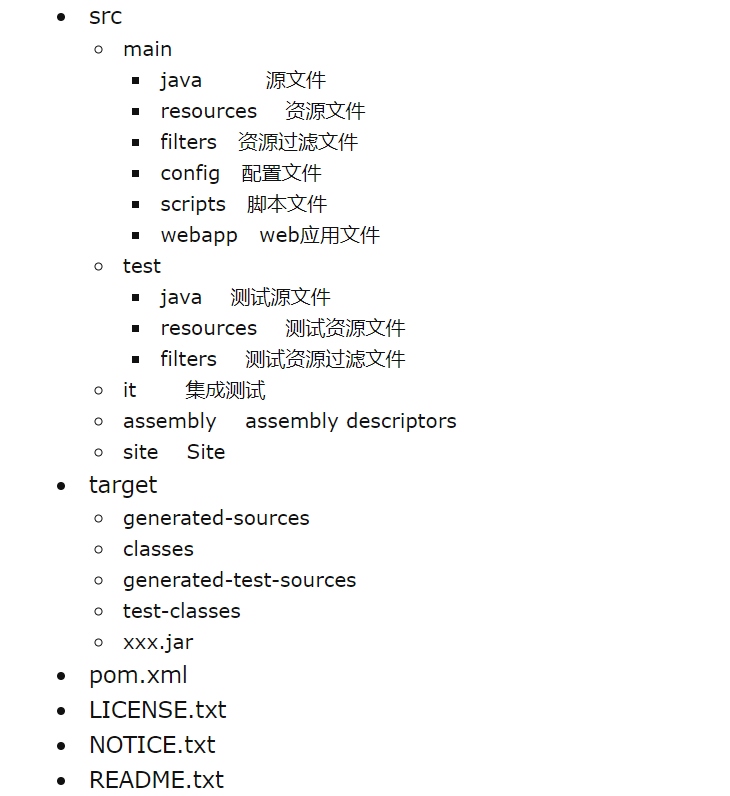 src
main
java 源文件
resources 资源文件
filters 资源过滤文件
config 配置文件
scripts 脚本文件
webapp web应用文件
test
java 测试源文件
resources 测试资源文件
filters 测试资源过滤文件
it 集成测试
assembly assembly descriptors
site Site
target
generated-sources
classes
generated-test-sources
test-classes
xxx.jar
pom.xml
LICENSE.txt
NOTICE.txt
README.txt